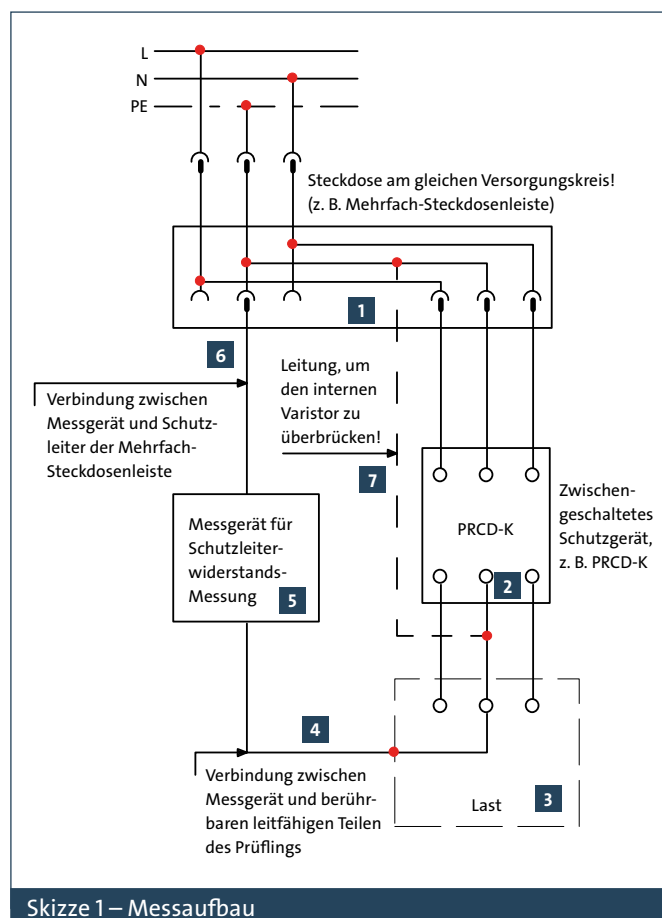 L
N
PE
Steckdose am gleichen Versorgungskreis!
(z. B. Mehrfach-Steckdosenleiste)
1
6
Verbindung zwischen
Messgerät und Schutz-
leiter der Mehrfach-
Steckdosenleiste
Leitung, um
den internen
Varistor zu
überbrücken!
7
PRCD-K
Zwischen-
geschaltetes
Schutzgerät,
z. B. PRCD-K
2
Messgerät für
Schutzleiter-
widerstands-
Messung
5
4
Verbindung zwischen
Messgerät und berühr-
baren leitfähigen Teilen
des Prüflings
Last
3
Skizze 1 – Messaufbau